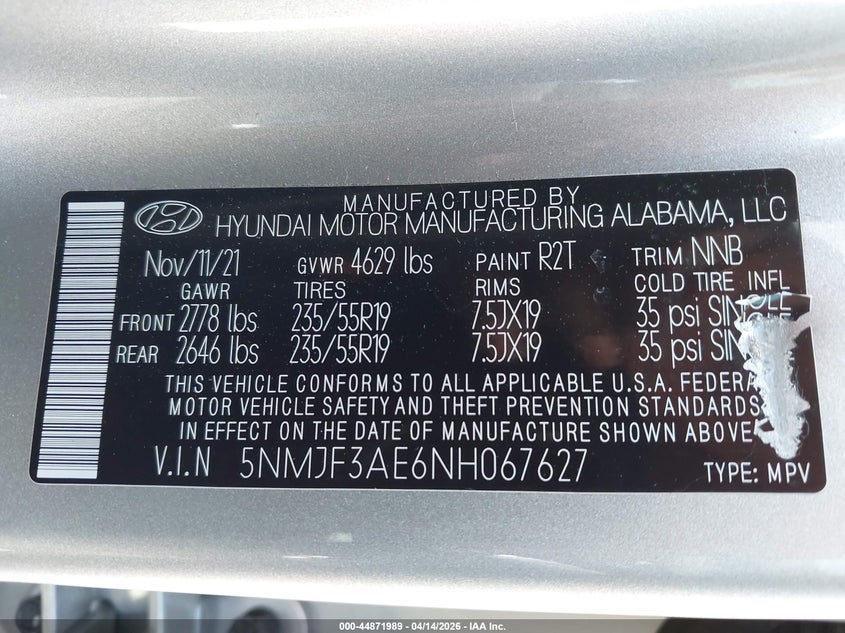 MANUFACTURED BY
HYUNDAI MOTOR MANUFACTURING ALABAMA, LLC
Nov/11/21 GVWR 4629 lbs PAINT R2T TRIM NNB
GAWR TIRES RIMS COLD TIRE INFL
FRONT 2778 lbs 235/55R19 7.5JX19 35 psi SINGLE
REAR 2646 lbs 235/55R19 7.5JX19 35 psi
THIS VEHICLE CONFORMS TO ALL APPLICABLE U.S.A. FEDERA
MOTOR VEHICLE SAFETY AND THEFT PREVENTION STANDARDS
IN EFFECT ON THE DATE OF MANUFACTURE SHOWN ABOVE
V.I.N 5NMJF3AE6NH067627 TYPE: MPV
000-44871989 - 04/14/2026 - IAA Inc.